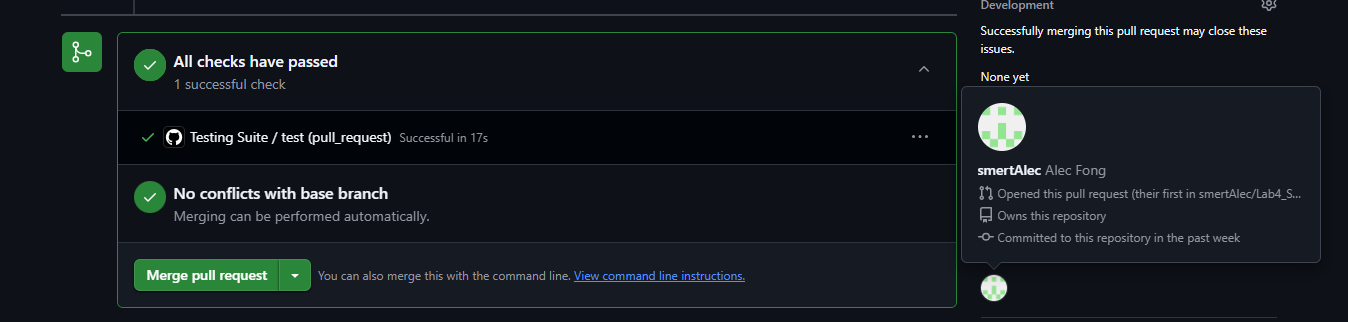 All checks have passed
1 successful check
Testing Suite / test (pull_request) Successful in 17s
No conflicts with base branch
Merging can be performed automatically.
Merge pull request You can also merge this with the command line. View command line instructions.
Development
Successfully merging this pull request may close these
issues.
None yet
smertAlec Alec Fong
Opened this pull request (their first in smertAlec/Lab4_S...
Owns this repository
Committed to this repository in the past week